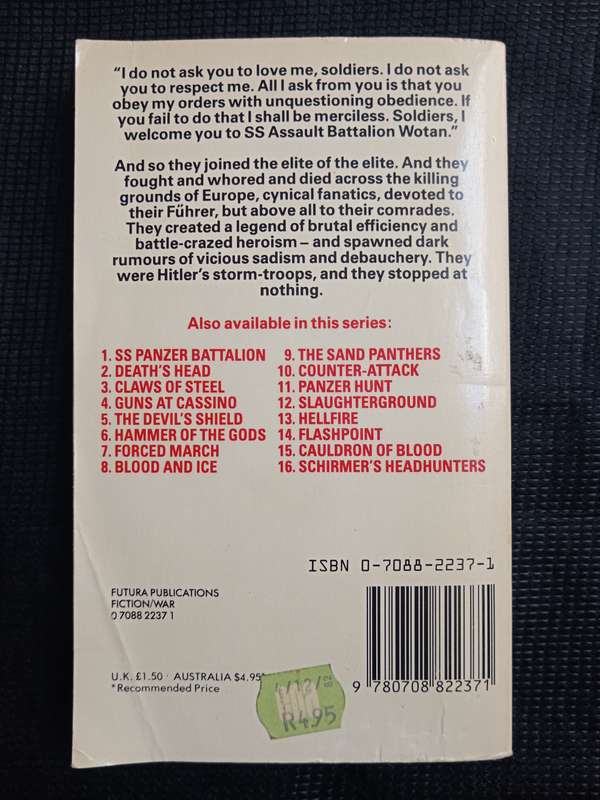 "I do not ask you to love me, soldiers. I do not ask
you to respect me. All I ask from you is that you
obey my orders with unquestioning obedience. If
you fail to do that I shall be merciless. Soldiers, I
welcome you to SS Assault Battalion Wotan."
And so they joined the elite of the elite. And they
fought and whored and died across the killing
grounds of Europe, cynical fanatics, devoted to
their Führer, but above all to their comrades.
They created a legend of brutal efficiency and
battle-crazed heroism – and spawned dark
rumours of vicious sadism and debauchery. They
were Hitler's storm-troops, and they stopped at
nothing.
Also available in this series:
1. SS PANZER BATTALION
2. DEATH'S HEAD
3. CLAWS OF STEEL
4. GUNS AT CASSINO
5. THE DEVIL'S SHIELD
6. HAMMER OF THE GODS
7. FORCED MARCH
8. BLOOD AND ICE
9. THE SAND PANTHERS
10. COUNTER-ATTACK
11. PANZER HUNT
12. SLAUGHTERGROUND
13. HELLFIRE
14. FLASHPOINT
15. CAULDRON OF BLOOD
16. SCHIRMER'S HEADHUNTERS
ISBN 0-7088-2237-1
FUTURA PUBLICATIONS
FICTION/WAR
0 7088 2237 1
U.K. £1.50 · AUSTRALIA $4.95*
*Recommended Price
9 780708 822371
R4.95